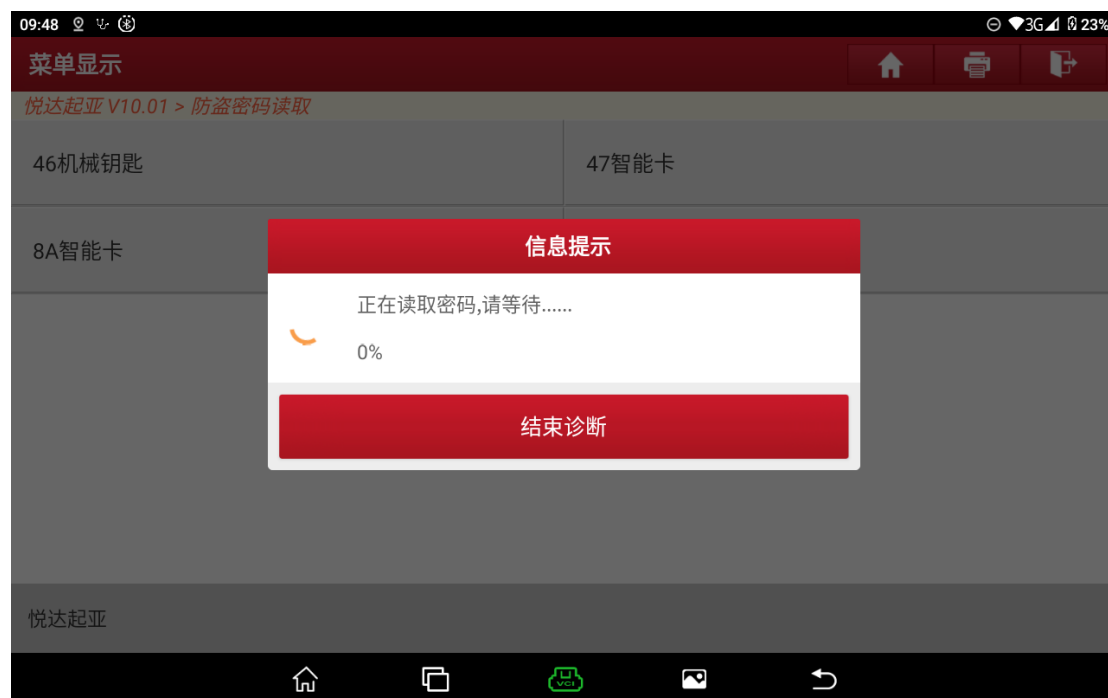 09:48
3G 23%
菜单显示
悦达起亚 V10.01 > 防盗密码读取
46机械钥匙
47智能卡
8A智能卡
信息提示
正在读取密码,请等待......
0%
结束诊断
悦达起亚
VCI